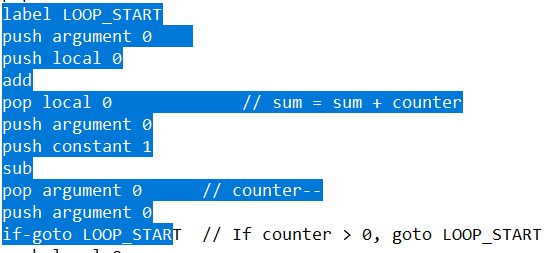 label LOOP_START
push argument 0
push local 0
add
pop local 0 // sum = sum + counter
push argument 0
push constant 1
sub
pop argument 0 // counter--
push argument 0
if-goto LOOP_START // If counter > 0, goto LOOP_START